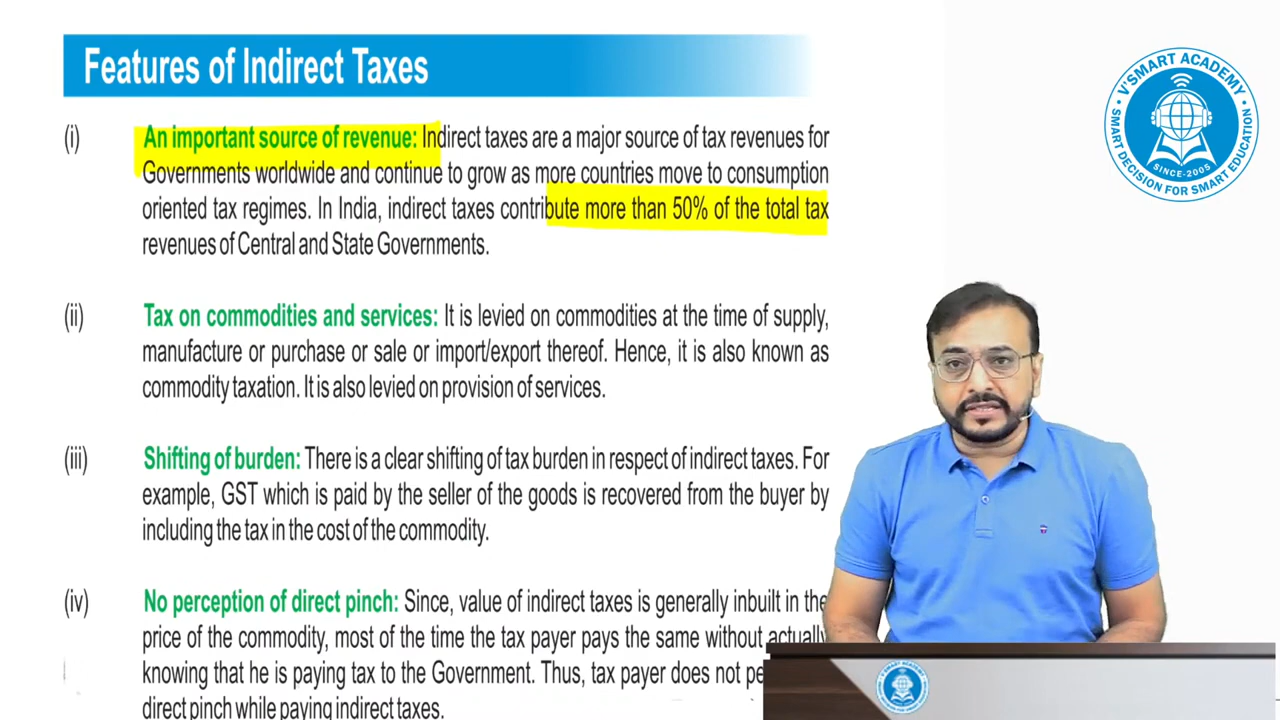 Features of Indirect Taxes
(i) An important source of revenue: Indirect taxes are a major source of tax revenues for
Governments worldwide and continue to grow as more countries move to consumption
oriented tax regimes. In India, indirect taxes contribute more than 50% of the total tax
revenues of Central and State Governments.
(ii) Tax on commodities and services: It is levied on commodities at the time of supply,
manufacture or purchase or sale or import/export thereof. Hence, it is also known as
commodity taxation. It is also levied on provision of services.
(iii) Shifting of burden: There is a clear shifting of tax burden in respect of indirect taxes. For
example, GST which is paid by the seller of the goods is recovered from the buyer by
including the tax in the cost of the commodity.
(iv) No perception of direct pinch: Since, value of indirect taxes is generally inbuilt in the
price of the commodity, most of the time the tax payer pays the same without actually
knowing that he is paying tax to the Government. Thus, tax payer does not
direct pinch while paying indirect taxes.
V'SMART ACADEMY
SINCE-2005
SMART DECISION FOR SMART EDUCATION
V'SMART ACADEMY